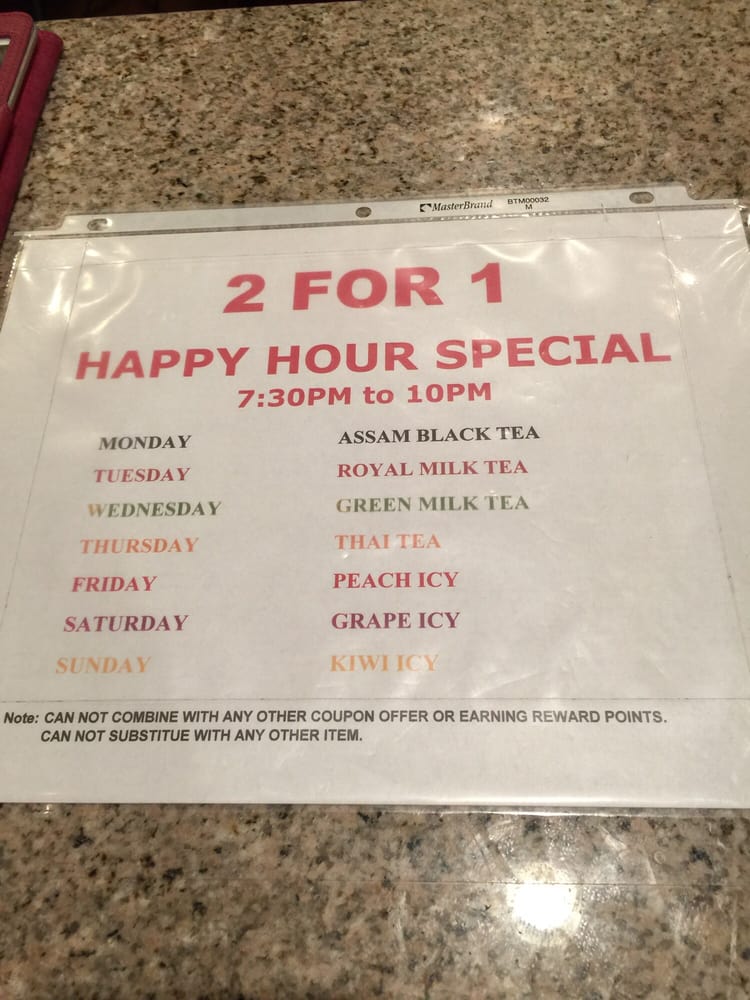 MasterBrand BTM00032
M
2 FOR 1
HAPPY HOUR SPECIAL
7:30PM to 10PM
MONDAY ASSAM BLACK TEA
TUESDAY ROYAL MILK TEA
WEDNESDAY GREEN MILK TEA
THURSDAY THAI TEA
FRIDAY PEACH ICY
SATURDAY GRAPE ICY
SUNDAY KIWI ICY
Note: CAN NOT COMBINE WITH ANY OTHER COUPON OFFER OR EARNING REWARD POINTS.
CAN NOT SUBSTITUE WITH ANY OTHER ITEM.